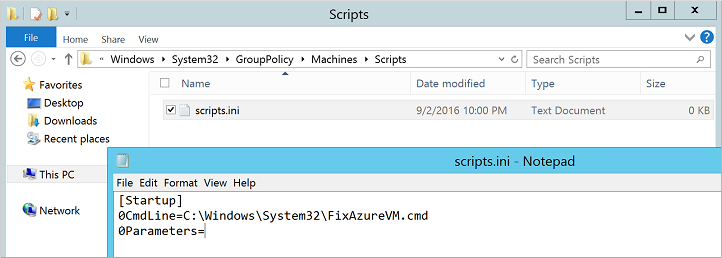 Scripts
File Home Share View
« Windows › System32 › GroupPolicy › Machines › Scripts Search Scripts
Favorites
Desktop
Downloads
Recent places
This PC
Network
Name Date modified Type Size
scripts.ini 9/2/2016 10:00 PM Text Document 0 KB
scripts.ini - Notepad
File Edit Format View Help
[Startup]
0CmdLine=C:\Windows\System32\FixAzureVM.cmd
0Parameters=